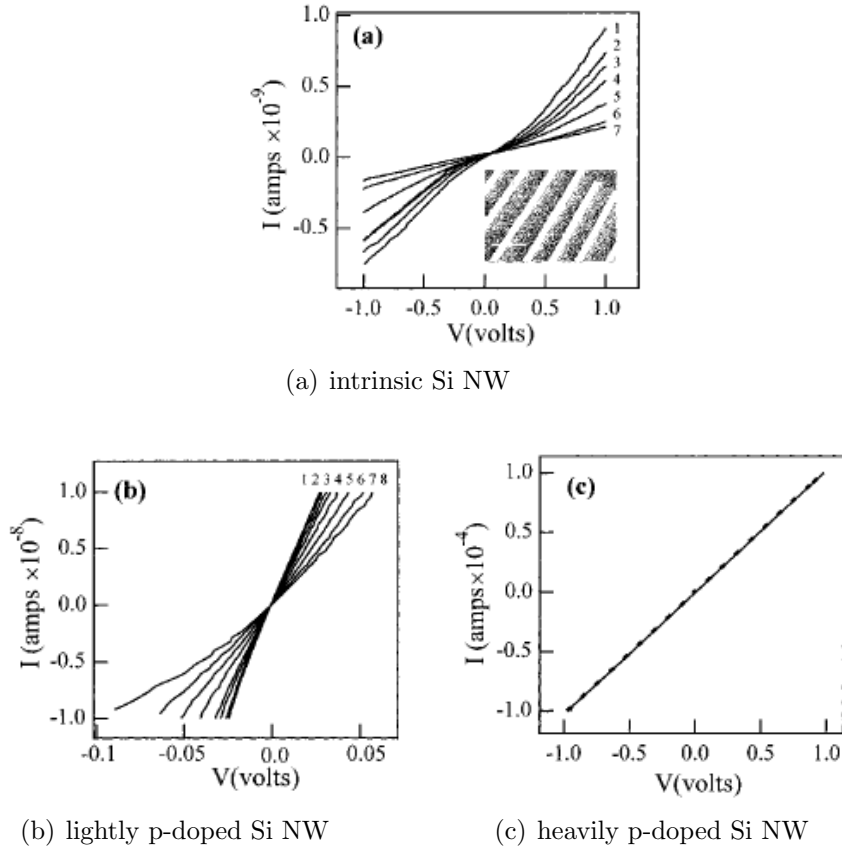 (a)
1.0
0.5
0.0
-0.5
I (amps ×10⁻⁹)
1
2
3
4
5
6
7
-1.0 -0.5 0.0 0.5 1.0
V(volts)
(a) intrinsic Si NW
(b)
1 2 3 4 5 6 7 8
1.0
0.5
0.0
-0.5
-1.0
I (amps ×10⁻⁸)
-0.1 -0.05 0.0 0.05
V(volts)
(b) lightly p-doped Si NW
(c)
1.0
0.5
0.0
-0.5
-1.0
I (amps×10⁻⁴)
-1.0 -0.5 0.0 0.5 1.0
V(volts)
(c) heavily p-doped Si NW